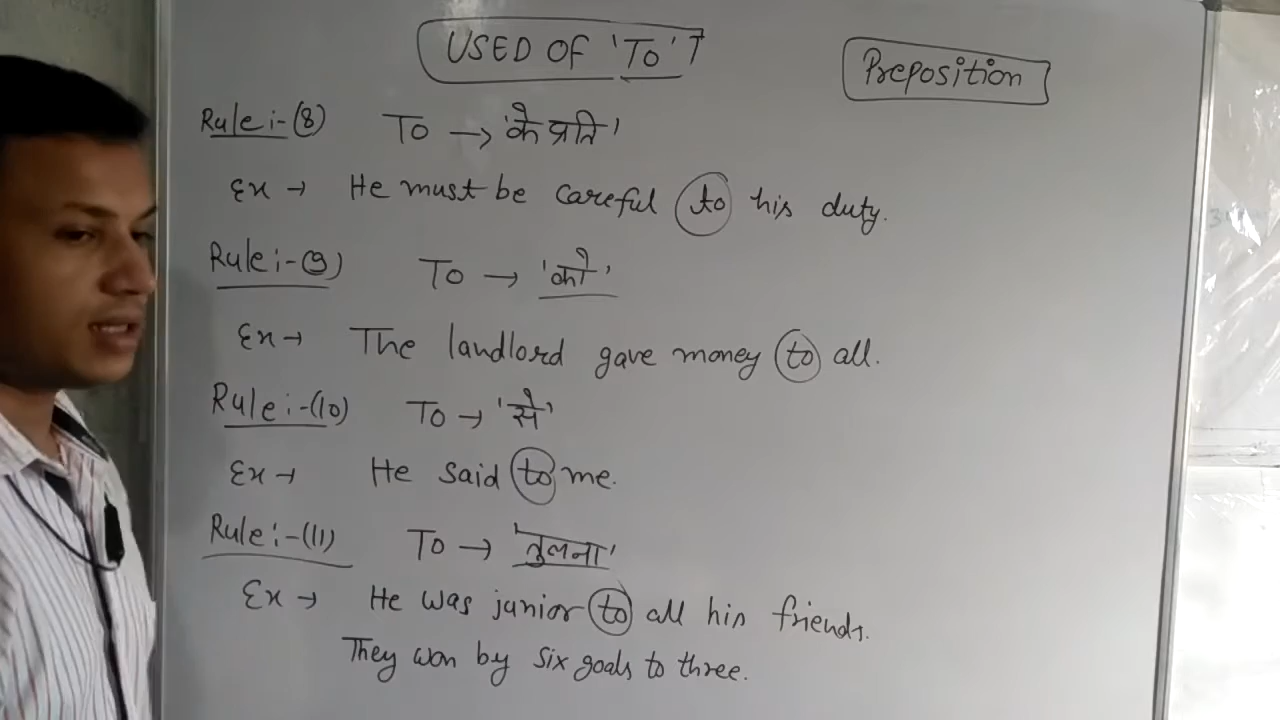 USED OF 'TO'
Preposition
Rule:-(8) To → 'के प्रति'
Ex → He must be careful to his duty.
Rule:-(9) To → 'को'
Ex → The landlord gave money to all.
Rule:-(10) To → 'से'
Ex → He said to me.
Rule:-(11) To → 'तुलना'
Ex → He was junior to all his friends.
They won by six goals to three.